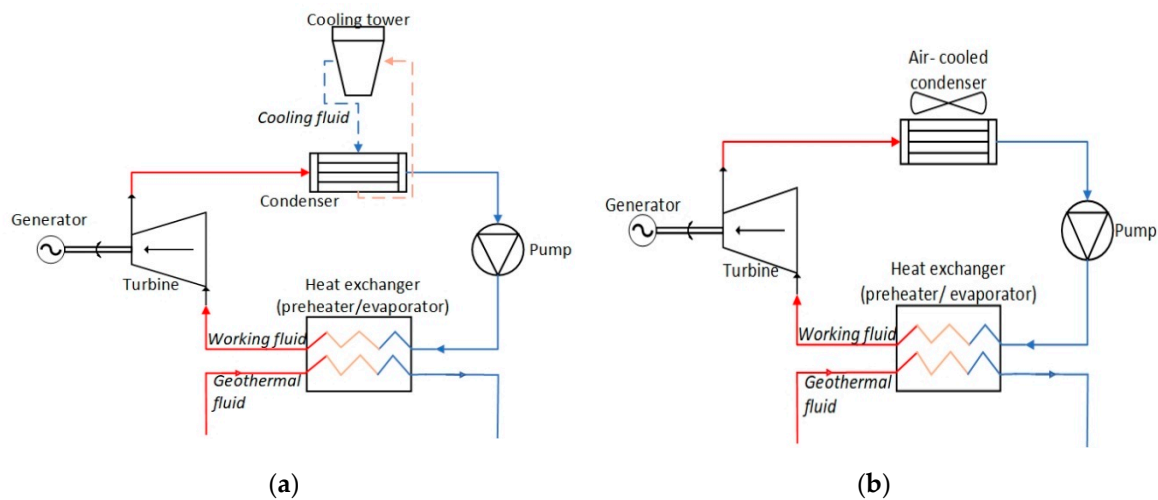 Cooling tower
Cooling fluid
Condenser
Generator
Turbine
Pump
Heat exchanger
(preheater/evaporator)
Working fluid
Geothermal
fluid
(a)
Air- cooled
condenser
Generator
Turbine
Pump
Heat exchanger
(preheater/ evaporator)
Working fluid
Geothermal
fluid
(b)